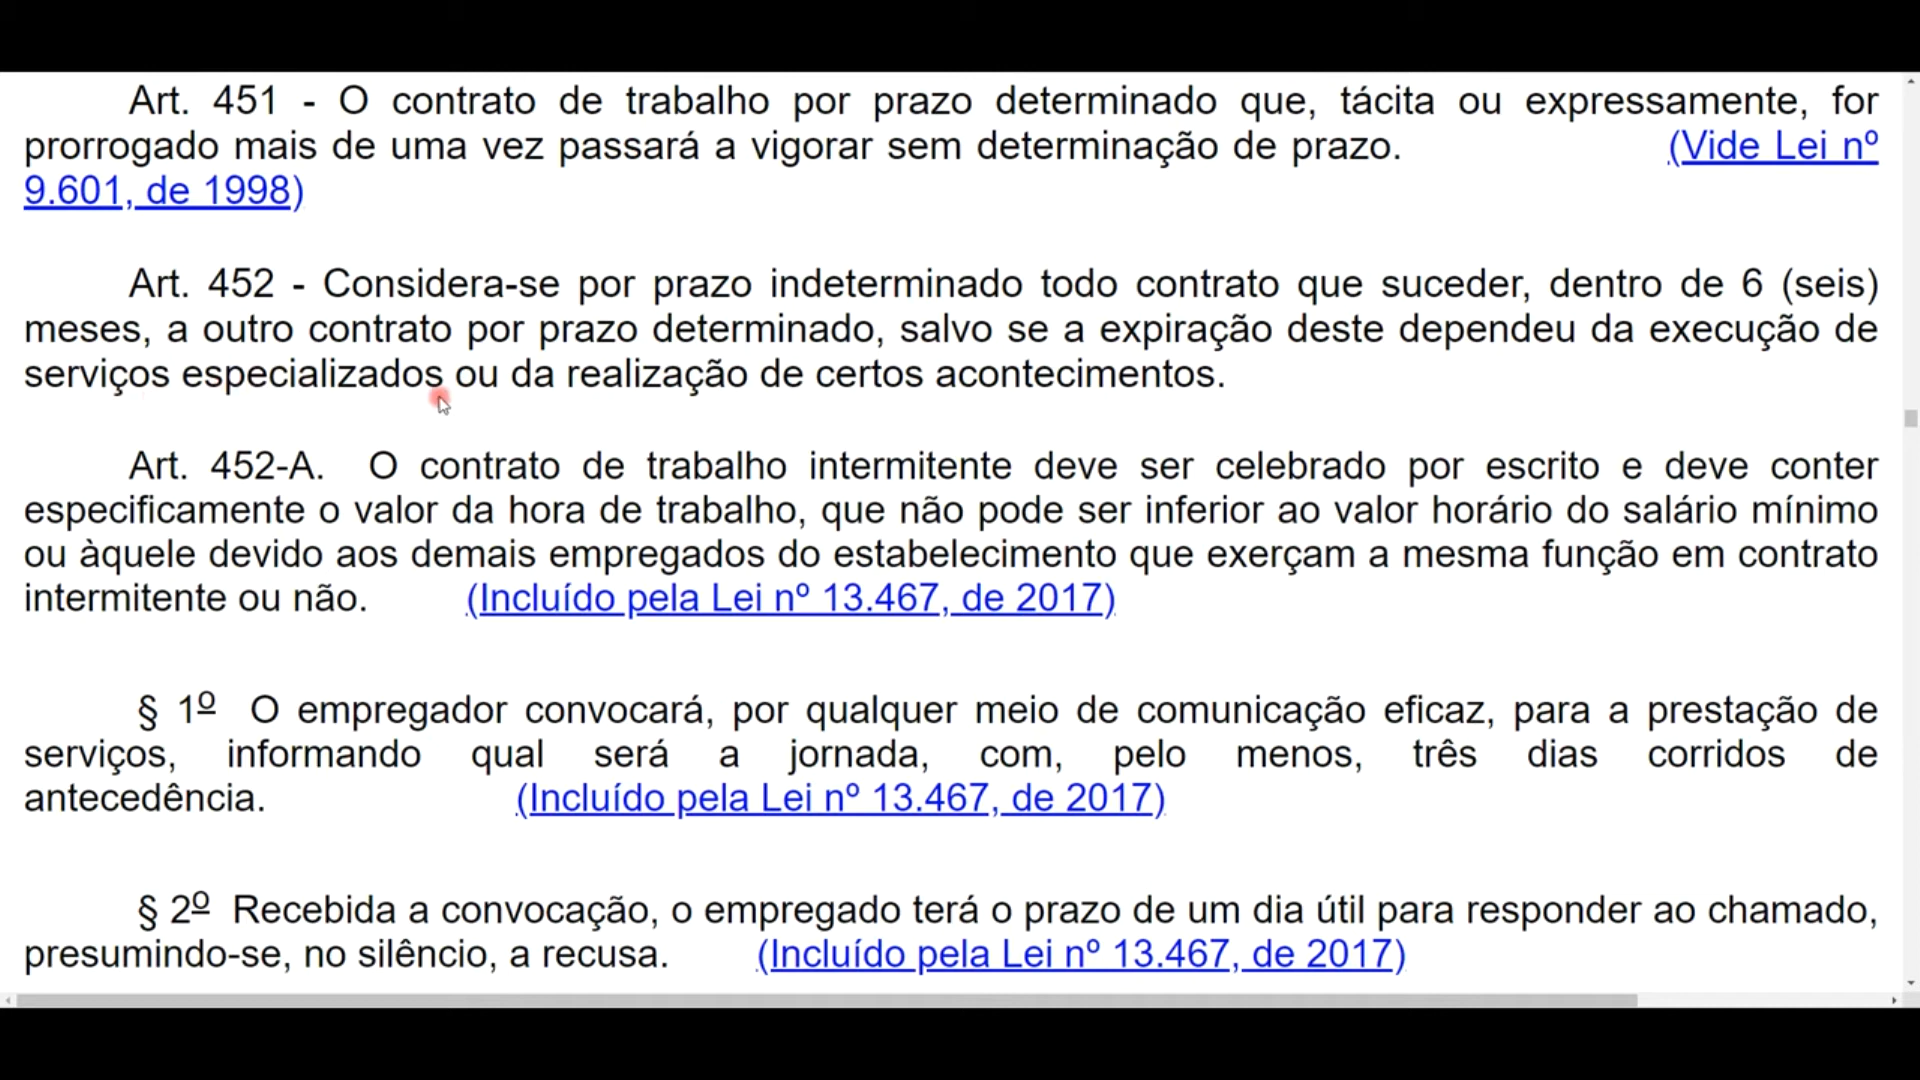 Art. 451 - O contrato de trabalho por prazo determinado que, tácita ou expressamente, for
prorrogado mais de uma vez passará a vigorar sem determinação de prazo. (Vide Lei nº
9.601, de 1998)
Art. 452 - Considera-se por prazo indeterminado todo contrato que suceder, dentro de 6 (seis)
meses, a outro contrato por prazo determinado, salvo se a expiração deste dependeu da execução de
serviços especializados ou da realização de certos acontecimentos.
Art. 452-A. O contrato de trabalho intermitente deve ser celebrado por escrito e deve conter
especificamente o valor da hora de trabalho, que não pode ser inferior ao valor horário do salário mínimo
ou àquele devido aos demais empregados do estabelecimento que exerçam a mesma função em contrato
intermitente ou não. (Incluído pela Lei nº 13.467, de 2017)
§ 1º O empregador convocará, por qualquer meio de comunicação eficaz, para a prestação de
serviços, informando qual será a jornada, com, pelo menos, três dias corridos de
antecedência. (Incluído pela Lei nº 13.467, de 2017)
§ 2º Recebida a convocação, o empregado terá o prazo de um dia útil para responder ao chamado,
presumindo-se, no silêncio, a recusa. (Incluído pela Lei nº 13.467, de 2017)